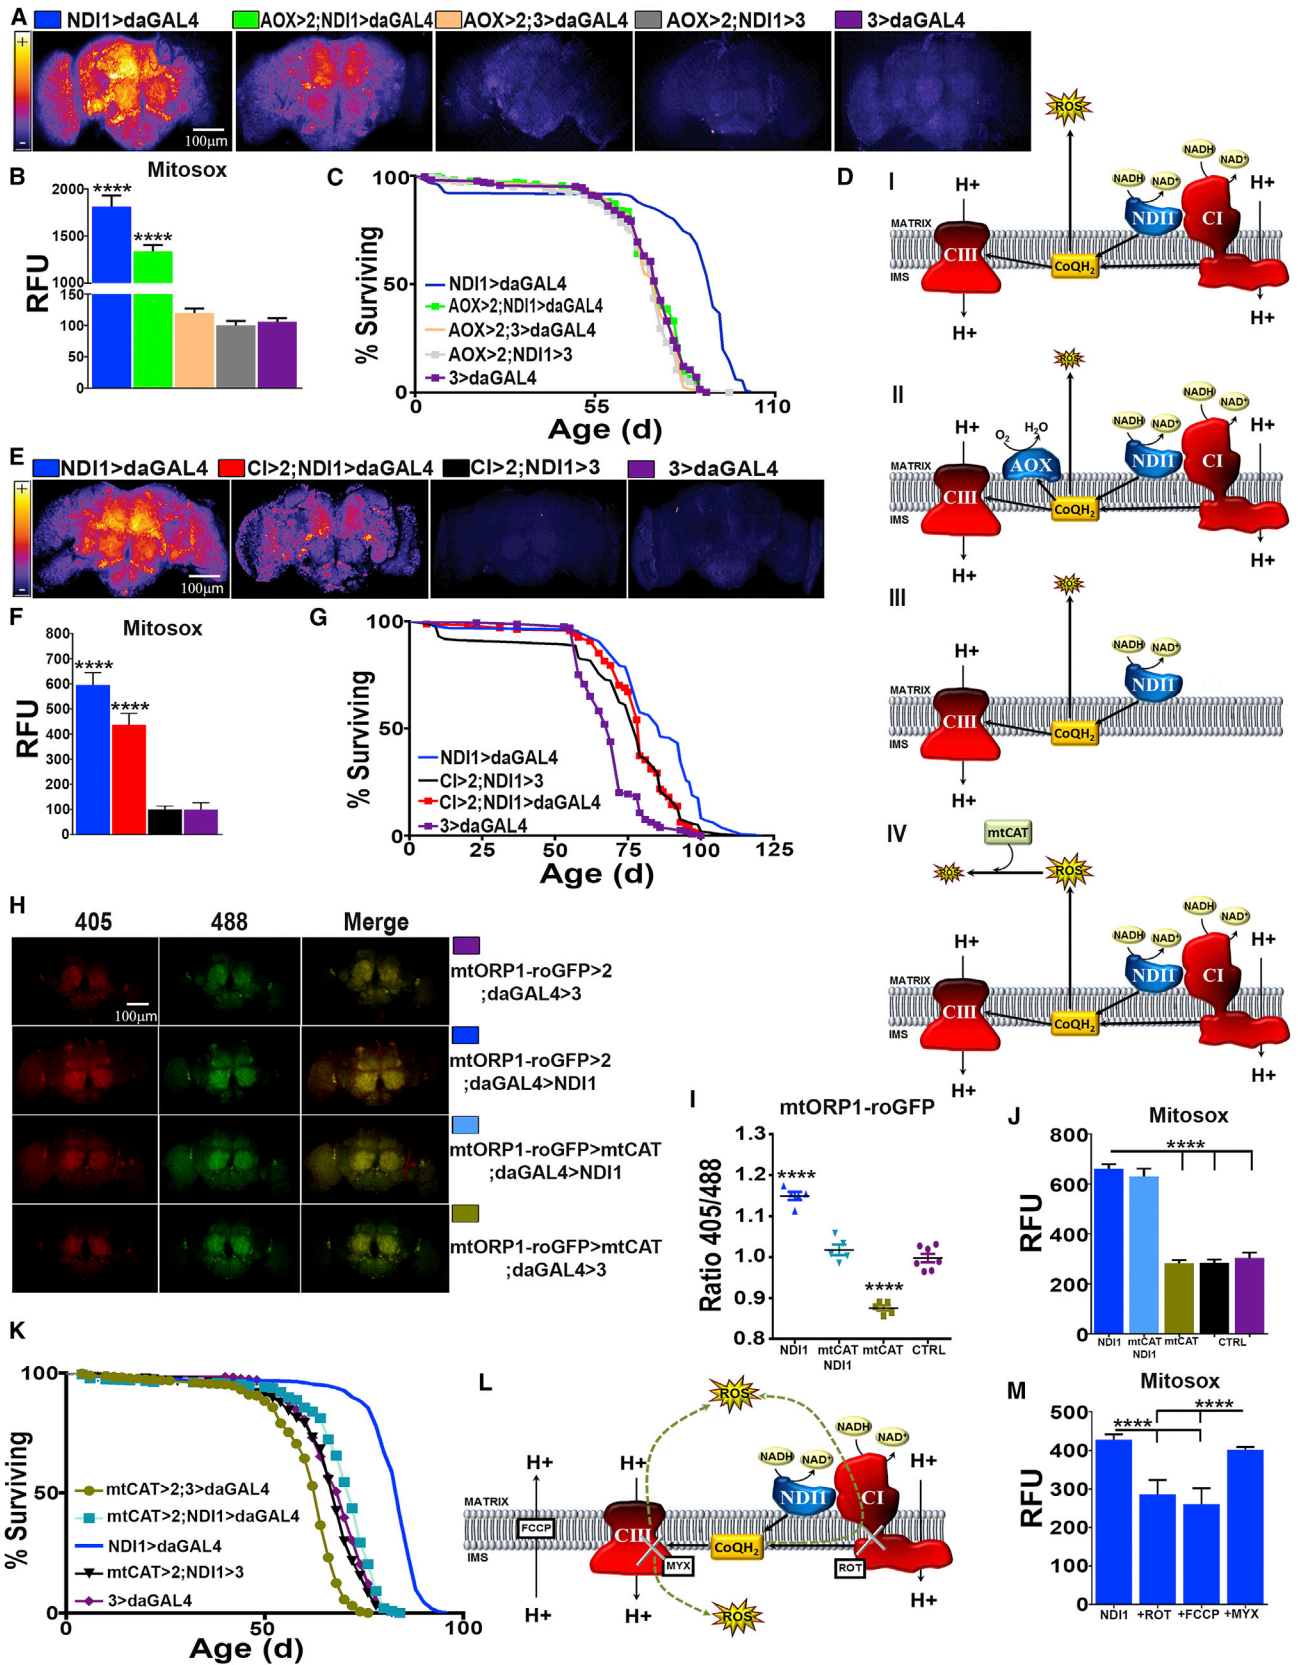 A
NDI1>daGAL4
AOX>2;NDI1>daGAL4
AOX>2;3>daGAL4
AOX>2;NDI1>3
3>daGAL4
+
-
100µm
B
Mitosox
RFU
2000
1500
1000
150
100
50
0
****
****
C
% Surviving
100
50
0
NDI1>daGAL4
AOX>2;NDI1>daGAL4
AOX>2;3>daGAL4
AOX>2;NDI1>3
3>daGAL4
0
55
110
Age (d)
D
I
ROS
NADH
NAD+
NADH
NAD+
H+
H+
MATRIX
IMS
CIII
CoQH2
NDI1
CI
H+
H+
II
ROS
NADH
NAD+
NADH
NAD+
H+
O2
H2O
H+
MATRIX
IMS
CIII
AOX
CoQH2
NDI1
CI
H+
H+
III
ROS
H+
NADH
NAD+
MATRIX
IMS
CIII
CoQH2
NDI1
H+
IV
mtCAT
ROS
ROS
NADH
NAD+
NADH
NAD+
H+
H+
MATRIX
IMS
CIII
CoQH2
NDI1
CI
H+
H+
E
NDI1>daGAL4
CI>2;NDI1>daGAL4
CI>2;NDI1>3
3>daGAL4
+
-
100µm
F
Mitosox
RFU
800
700
600
500
400
300
200
100
0
****
****
G
% Surviving
100
50
0
NDI1>daGAL4
CI>2;NDI1>3
CI>2;NDI1>daGAL4
3>daGAL4
0
25
50
75
100
125
Age (d)
H
405
488
Merge
100µm
mtORP1-roGFP>2
;daGAL4>3
mtORP1-roGFP>2
;daGAL4>NDI1
mtORP1-roGFP>mtCAT
;daGAL4>NDI1
mtORP1-roGFP>mtCAT
;daGAL4>3
I
mtORP1-roGFP
Ratio 405/488
1.3
1.2
1.1
1.0
0.9
0.8
****
****
NDI1
mtCAT
NDI1
mtCAT
CTRL
J
Mitosox
RFU
800
600
400
200
0
****
NDI1
mtCAT
NDI1
mtCAT
CTRL
K
% Surviving
100
50
0
mtCAT>2;3>daGAL4
mtCAT>2;NDI1>daGAL4
NDI1>daGAL4
mtCAT>2;NDI1>3
3>daGAL4
0
50
100
Age (d)
L
ROS
NADH
NAD+
NADH
NAD+
H+
H+
H+
MATRIX
IMS
FCCP
CIII
MYX
CoQH2
NDI1
CI
ROT
H+
H+
H+
ROS
M
Mitosox
RFU
500
400
300
200
100
0
****
****
NDI1
+ROT
+FCCP
+MYX